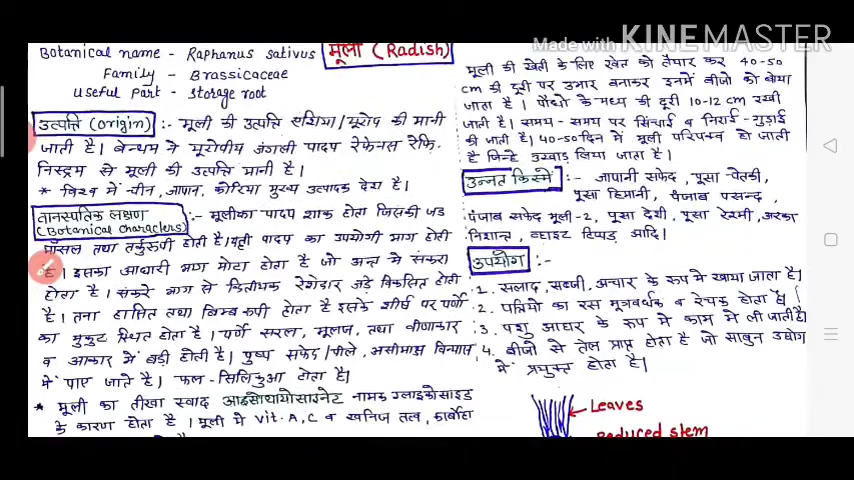 Made with KINEMASTER
Botanical name - Raphanus sativus
मूली (Radish)
Family - Brassicaceae
Useful part - Storage root
उत्पत्ति (Origin) :- मूली की उत्पत्ति एशिया/यूरोप की मानी
जाती है। बेन्थम ने यूरोपीय जंगली पादप रेफेनस रेफि-
निस्ट्रम से मूली की उत्पत्ति मानी है।
* विश्व में चीन, जापान, कोरिया मुख्य उत्पादक देश है।
वानस्पतिक लक्षण
(Botanical characters) :- मूली का पादप शाक होता जिसकी जड
माँसल तथा तर्कुरूपी होती है। यही पादप का उपयोगी भाग होती
है। इसका आधारी भाग मोटा होता है जो अन्त में संकरा
होता है। संकरे भाग से द्वितीयक रेशेदार जड़े विकसित होती
है। तना हासित तथा बिम्ब रूपी होता है इसके शीर्ष पर पर्णो
का मुकुट स्थित होता है। पर्णे सरल, मूलज, तथा वीणाकार
व आकार में बड़ी होती है। पुष्प सफेद/पीले, असीमाक्ष विन्यास
में पाए जाते है। फल - सिलिकुआ होता है।
* मूली का तीखा स्वाद आइसोथायोसाइनेट नामक ग्लाइकोसाइड
के कारण होता है। मूली में Vit. A, C व खनिज तत्व, कार्बोहा
मूली की खेती के लिए खेत को तैयार कर 40-50
cm की दूरी पर उभार बनाकर इनमें बीजो को बोया
जाता है। पौधो के मध्य की दूरी 10-12 cm रखी
जाती है। समय-समय पर सिंचाई व निराई-गुड़ाई
की जाती है। 40-50 दिन में मूली परिपक्व हो जाती
है जिन्हे उखाड़ लिया जाता है।
उन्नत किस्में :- जापानी सफेद, पूसा चेतकी,
पूसा हिमानी, पंजाब पसन्द,
पंजाब सफेद मूली-2, पूसा देशी, पूसा रेशमी, अरका
निशान्त, व्हाइट टिप्पड़ आदि।
उपयोग :-
1. सलाद, सब्जी, अचार के रूप में खाया जाता है।
2. पत्तियो का रस मूत्रवर्धक व रेचक होता है।
3. पशु आहार के रूप में काम में ली जाती है।
4. बीजो से तेल प्राप्त होता है जो साबुन उद्योग
में प्रयुक्त होता है।
Leaves
Reduced stem